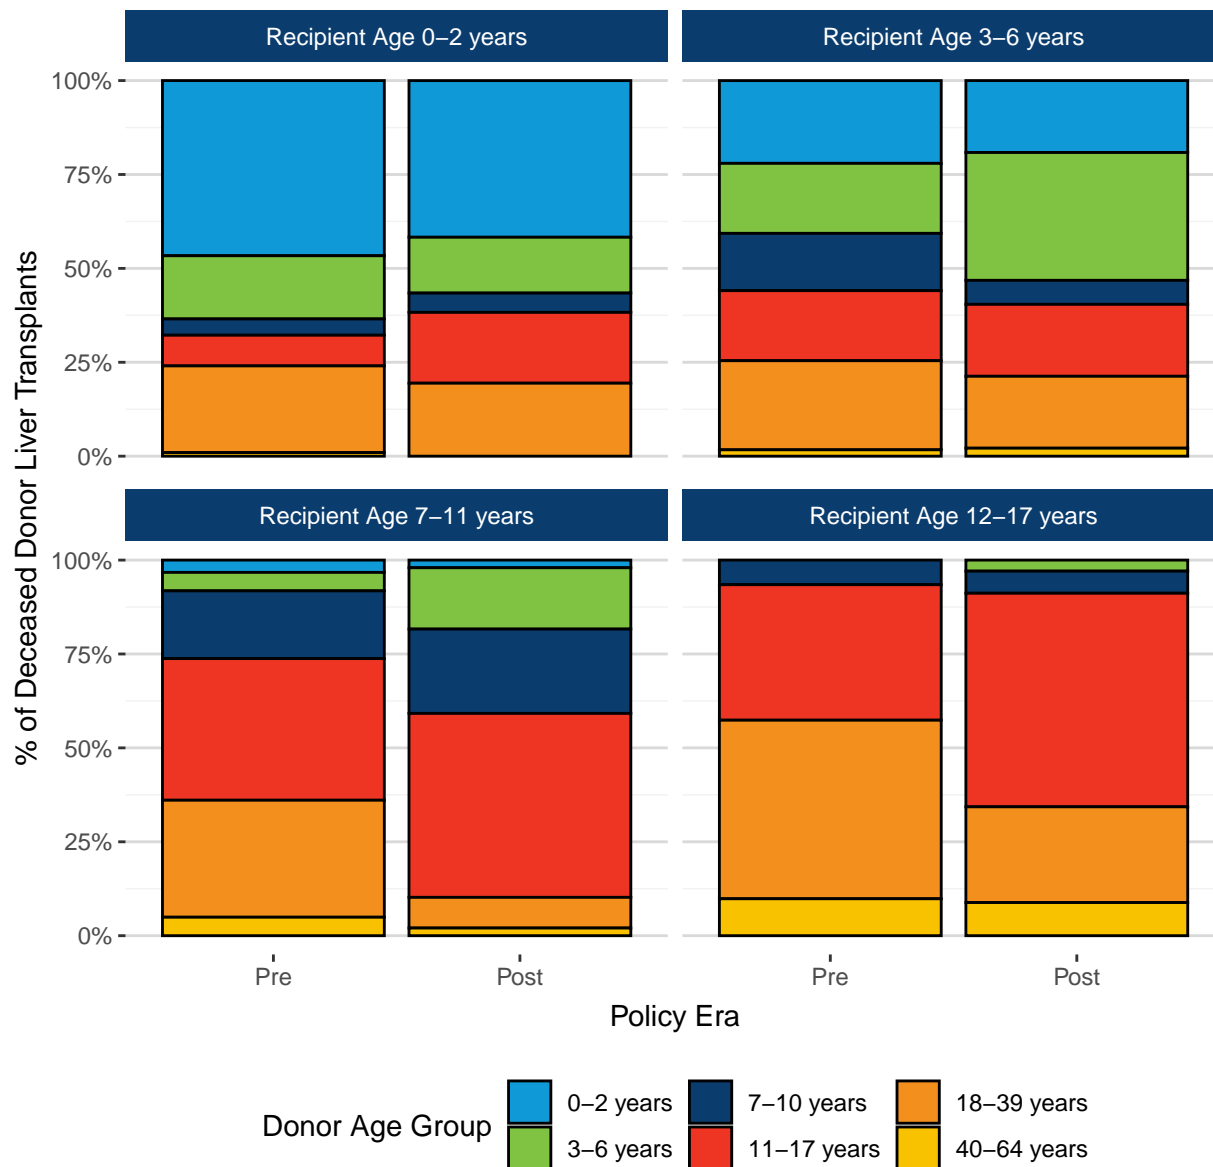 Recipient Age 0–2 years
Recipient Age 3–6 years
100%
75%
50%
25%
0%
Recipient Age 7–11 years
Recipient Age 12–17 years
100%
75%
50%
25%
0%
% of Deceased Donor Liver Transplants
Pre
Post
Pre
Post
Policy Era
Donor Age Group
0–2 years
7–10 years
18–39 years
3–6 years
11–17 years
40–64 years